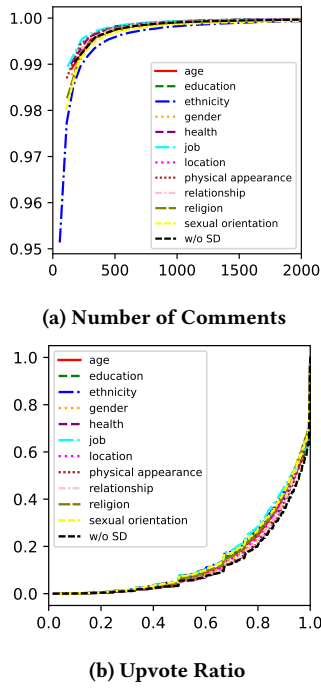 1.00
0.99
0.98
0.97
0.96
0.95
age
education
ethnicity
gender
health
job
location
physical appearance
relationship
religion
sexual orientation
w/o SD
0 500 1000 1500 2000
(a) Number of Comments
1.0
0.8
0.6
0.4
0.2
0.0
age
education
ethnicity
gender
health
job
location
physical appearance
relationship
religion
sexual orientation
w/o SD
0.0 0.2 0.4 0.6 0.8 1.0
(b) Upvote Ratio